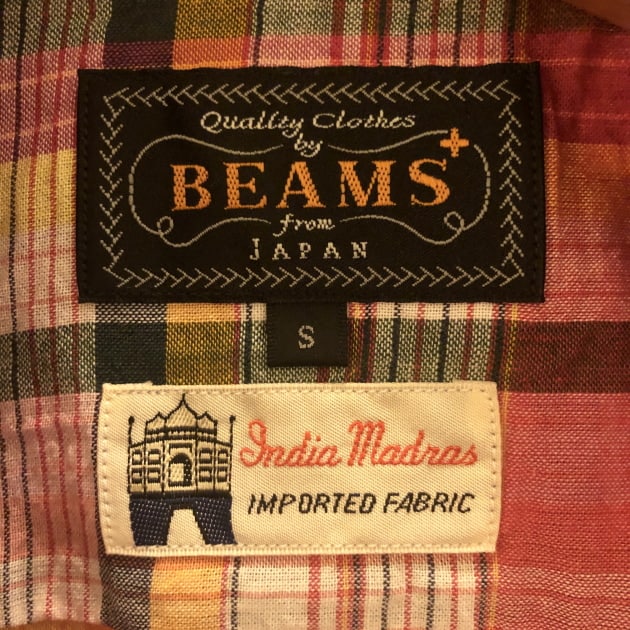 Quality Clothes
by
BEAMS+
from
JAPAN
S
India Madras
IMPORTED FABRIC